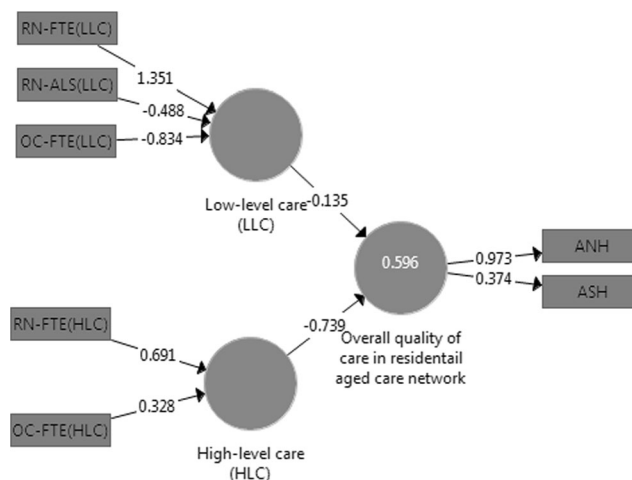 RN-FTE(LLC)
1.351
RN-ALS(LLC)
-0.488
OC-FTE(LLC)
-0.834
Low-level care
(LLC)
-0.135
0.596
0.973
ANH
0.374
ASH
Overall quality of
care in residentail
aged care network
-0.739
RN-FTE(HLC)
0.691
0.328
OC-FTE(HLC)
High-level care
(HLC)